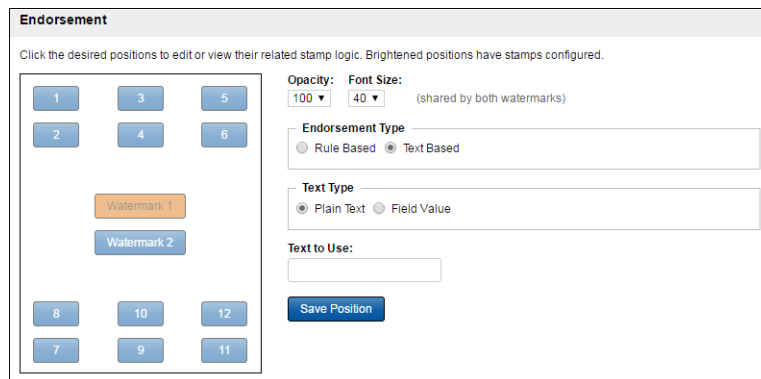 Endorsement
Click the desired positions to edit or view their related stamp logic. Brightened positions have stamps configured.
1 3 5
2 4 6
Watermark 1
Watermark 2
8 10 12
7 9 11
Opacity: Font Size:
100 40 (shared by both watermarks)
Endorsement Type
Rule Based Text Based
Text Type
Plain Text Field Value
Text to Use:
Save Position